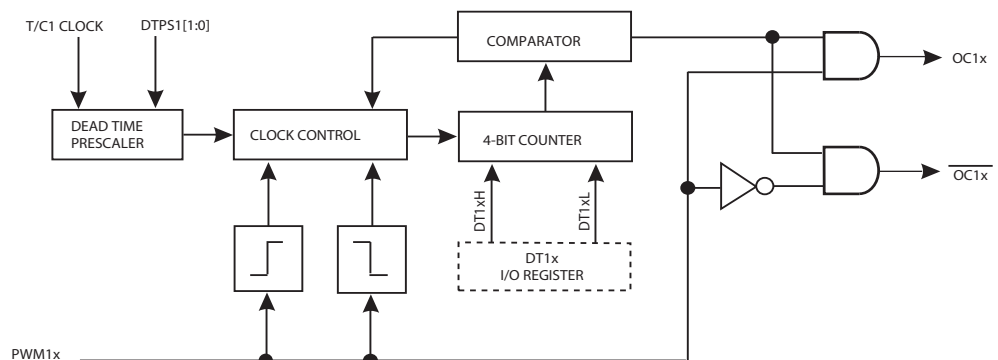 T/C1 CLOCK
DTPS1[1:0]
COMPARATOR
OC1x
DEAD TIME
PRESCALER
CLOCK CONTROL
4-BIT COUNTER
OC1x
DT1xH
DT1xL
DT1x
I/O REGISTER
PWM1x